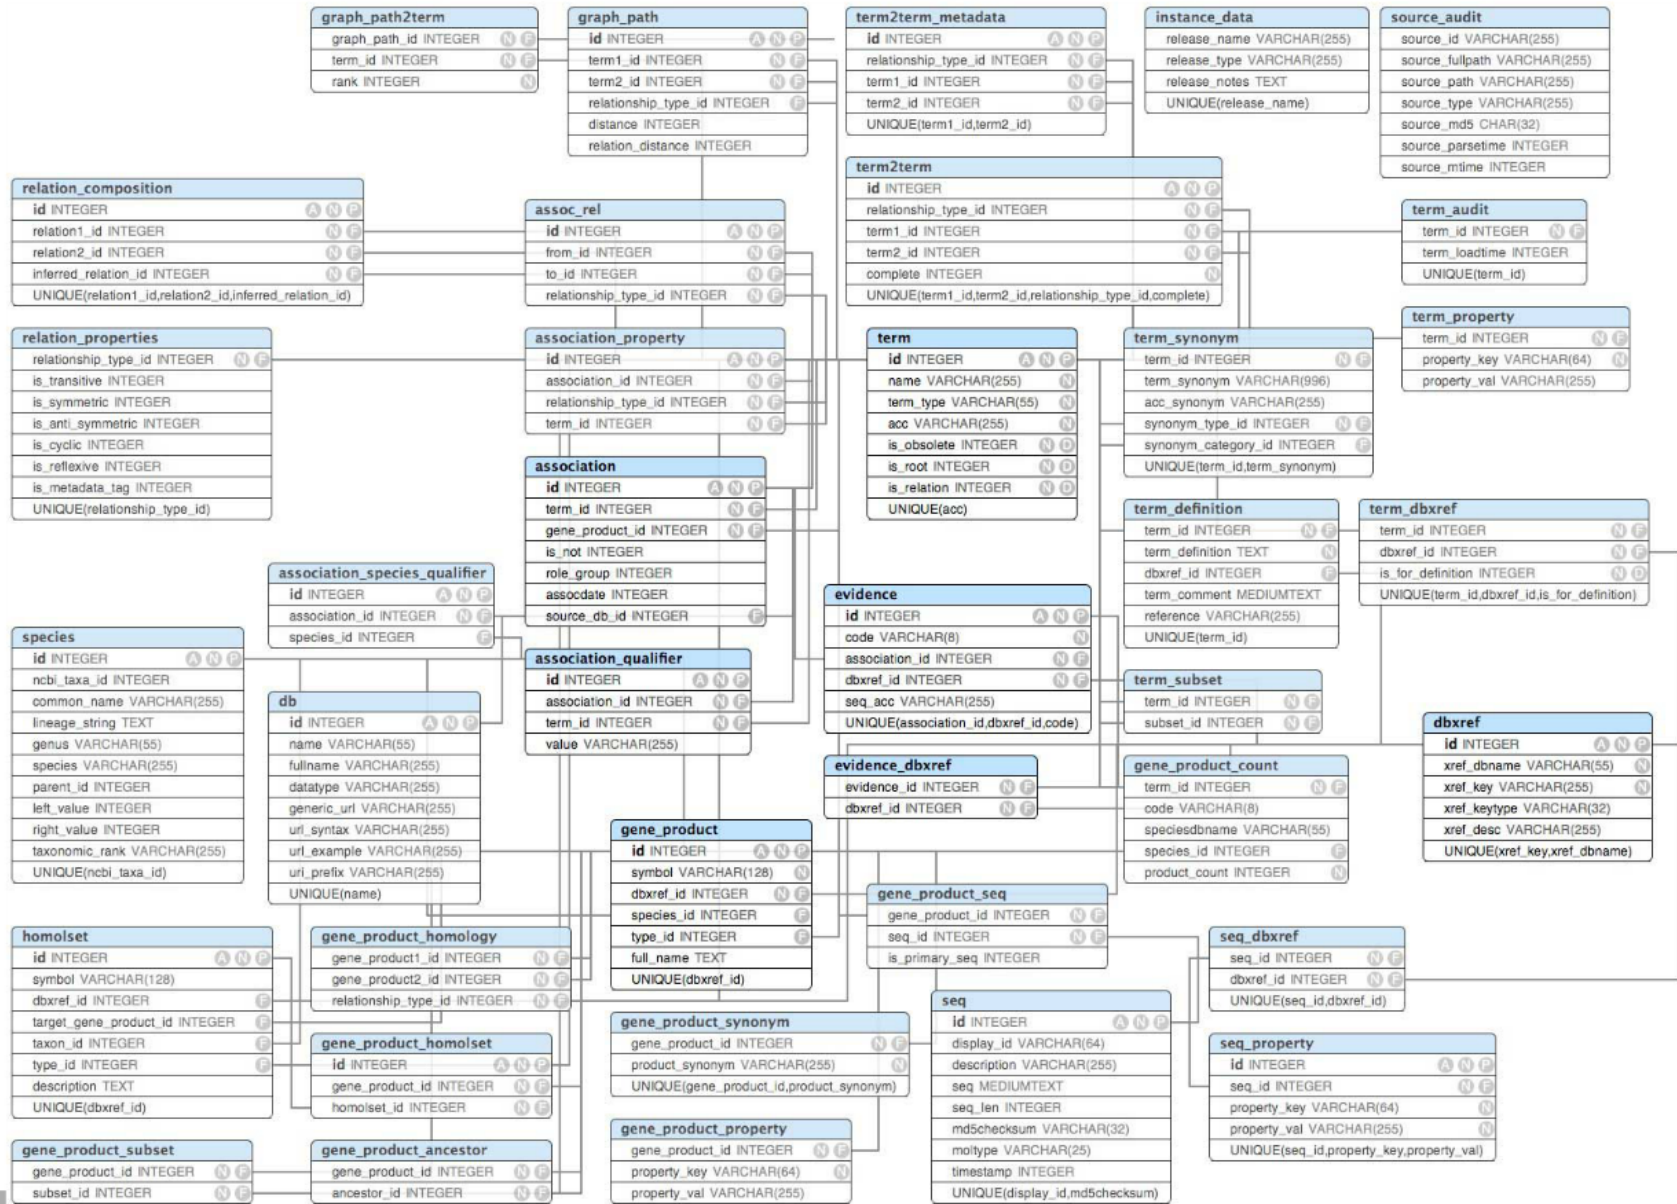 graph_path2term
graph_path_id INTEGER N F
term_id INTEGER N F
rank INTEGER N
graph_path
id INTEGER A N P
term1_id INTEGER N F
term2_id INTEGER N F
relationship_type_id INTEGER F
distance INTEGER
relation_distance INTEGER
term2term_metadata
id INTEGER A N P
relationship_type_id INTEGER N F
term1_id INTEGER N F
term2_id INTEGER N F
UNIQUE(term1_id,term2_id)
instance_data
release_name VARCHAR(255)
release_type VARCHAR(255)
release_notes TEXT
UNIQUE(release_name)
source_audit
source_id VARCHAR(255)
source_fullpath VARCHAR(255)
source_path VARCHAR(255)
source_type VARCHAR(255)
source_md5 CHAR(32)
source_parsetime INTEGER
source_mtime INTEGER
relation_composition
id INTEGER A N P
relation1_id INTEGER N F
relation2_id INTEGER N F
inferred_relation_id INTEGER N F
UNIQUE(relation1_id,relation2_id,inferred_relation_id)
assoc_rel
id INTEGER A N P
from_id INTEGER N F
to_id INTEGER N F
relationship_type_id INTEGER N F
term2term
id INTEGER A N P
relationship_type_id INTEGER N F
term1_id INTEGER N F
term2_id INTEGER N F
complete INTEGER N
UNIQUE(term1_id,term2_id,relationship_type_id,complete)
term_audit
term_id INTEGER N F
term_loadtime INTEGER
UNIQUE(term_id)
relation_properties
relationship_type_id INTEGER N F
is_transitive INTEGER
is_symmetric INTEGER
is_anti_symmetric INTEGER
is_cyclic INTEGER
is_reflexive INTEGER
is_metadata_tag INTEGER
UNIQUE(relationship_type_id)
association_property
id INTEGER A N P
association_id INTEGER N F
relationship_type_id INTEGER N F
term_id INTEGER N F
term
id INTEGER A N P
name VARCHAR(255) N
term_type VARCHAR(55) N
acc VARCHAR(255) N
is_obsolete INTEGER N D
is_root INTEGER N D
is_relation INTEGER N D
UNIQUE(acc)
term_synonym
term_id INTEGER N F
term_synonym VARCHAR(996)
acc_synonym VARCHAR(255)
synonym_type_id INTEGER N F
synonym_category_id INTEGER F
UNIQUE(term_id,term_synonym)
term_property
term_id INTEGER N F
property_key VARCHAR(64) N
property_val VARCHAR(255)
association
id INTEGER A N P
term_id INTEGER N F
gene_product_id INTEGER N F
is_not INTEGER
role_group INTEGER
assocdate INTEGER
source_db_id INTEGER F
term_definition
term_id INTEGER N F
term_definition TEXT N
dbxref_id INTEGER F
term_comment MEDIUMTEXT
reference VARCHAR(255)
UNIQUE(term_id)
term_dbxref
term_id INTEGER N F
dbxref_id INTEGER N F
is_for_definition INTEGER N D
UNIQUE(term_id,dbxref_id,is_for_definition)
association_species_qualifier
id INTEGER A N P
association_id INTEGER N F
species_id INTEGER F
evidence
id INTEGER A N P
code VARCHAR(8) N
association_id INTEGER N F
dbxref_id INTEGER N F
seq_acc VARCHAR(255)
UNIQUE(association_id,dbxref_id,code)
species
id INTEGER A N P
ncbi_taxa_id INTEGER
common_name VARCHAR(255)
lineage_string TEXT
genus VARCHAR(55)
species VARCHAR(255)
parent_id INTEGER
left_value INTEGER
right_value INTEGER
taxonomic_rank VARCHAR(255)
UNIQUE(ncbi_taxa_id)
db
id INTEGER A N P
name VARCHAR(55)
fullname VARCHAR(255)
datatype VARCHAR(255)
generic_url VARCHAR(255)
url_syntax VARCHAR(255)
url_example VARCHAR(255)
uri_prefix VARCHAR(255)
UNIQUE(name)
association_qualifier
id INTEGER A N P
association_id INTEGER N F
term_id INTEGER N F
value VARCHAR(255)
term_subset
term_id INTEGER N F
subset_id INTEGER N F
dbxref
id INTEGER A N P
xref_dbname VARCHAR(55) N
xref_key VARCHAR(255) N
xref_keytype VARCHAR(32)
xref_desc VARCHAR(255)
UNIQUE(xref_key,xref_dbname)
evidence_dbxref
evidence_id INTEGER N F
dbxref_id INTEGER N F
gene_product_count
term_id INTEGER N F
code VARCHAR(8)
speciesdbname VARCHAR(55)
species_id INTEGER F
product_count INTEGER N
gene_product
id INTEGER A N P
symbol VARCHAR(128) N
dbxref_id INTEGER N F
species_id INTEGER F
type_id INTEGER F
full_name TEXT
UNIQUE(dbxref_id)
gene_product_seq
gene_product_id INTEGER N F
seq_id INTEGER N F
is_primary_seq INTEGER
homolset
id INTEGER A N P
symbol VARCHAR(128)
dbxref_id INTEGER F
target_gene_product_id INTEGER F
taxon_id INTEGER F
type_id INTEGER F
description TEXT
UNIQUE(dbxref_id)
gene_product_homology
gene_product1_id INTEGER N F
gene_product2_id INTEGER N F
relationship_type_id INTEGER N F
seq_dbxref
seq_id INTEGER N F
dbxref_id INTEGER N F
UNIQUE(seq_id,dbxref_id)
gene_product_synonym
gene_product_id INTEGER N F
product_synonym VARCHAR(255) N
UNIQUE(gene_product_id,product_synonym)
seq
id INTEGER A N P
display_id VARCHAR(64)
description VARCHAR(255)
seq MEDIUMTEXT
seq_len INTEGER
md5checksum VARCHAR(32)
moltype VARCHAR(25)
timestamp INTEGER
UNIQUE(display_id,md5checksum)
gene_product_homolset
id INTEGER A N P
gene_product_id INTEGER N F
homolset_id INTEGER N F
seq_property
id INTEGER A N P
seq_id INTEGER N F
property_key VARCHAR(64) N
property_val VARCHAR(255) N
UNIQUE(seq_id,property_key,property_val)
gene_product_property
gene_product_id INTEGER N F
property_key VARCHAR(64) N
property_val VARCHAR(255)
gene_product_subset
gene_product_id INTEGER N F
subset_id INTEGER N F
gene_product_ancestor
gene_product_id INTEGER N F
ancestor_id INTEGER N F